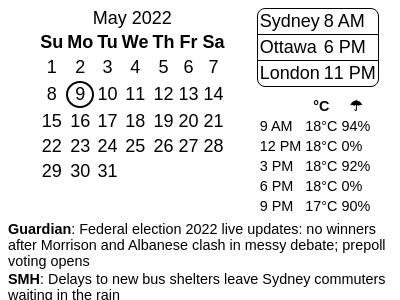 May 2022
Su Mo Tu We Th Fr Sa
1 2 3 4 5 6 7
8 9 10 11 12 13 14
15 16 17 18 19 20 21
22 23 24 25 26 27 28
29 30 31
Sydney 8 AM
Ottawa 6 PM
London 11 PM
°C ☂
9 AM 18°C 94%
12 PM 18°C 0%
3 PM 18°C 92%
6 PM 18°C 0%
9 PM 17°C 90%
Guardian: Federal election 2022 live updates: no winners
after Morrison and Albanese clash in messy debate; prepoll
voting opens
SMH: Delays to new bus shelters leave Sydney commuters
waiting in the rain